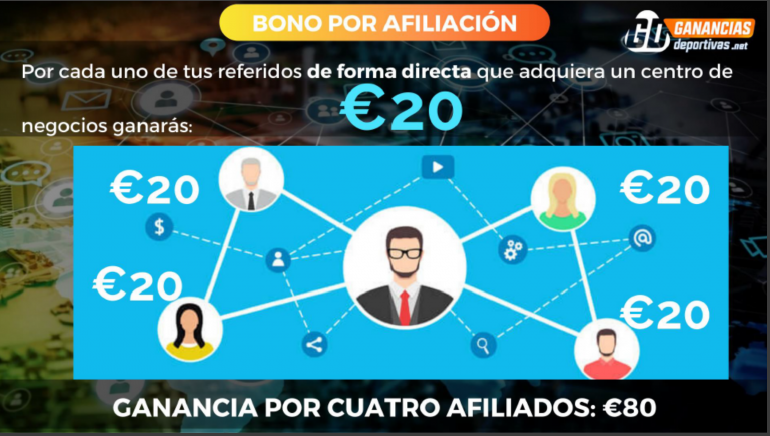 BONO POR AFILIACIÓN
GD GANANCIAS
deportivas.net
Por cada uno de tus referidos de forma directa que adquiera un centro de
negocios ganarás: €20
€20
€20
€20
€20
$
@
GANANCIA POR CUATRO AFILIADOS: €80